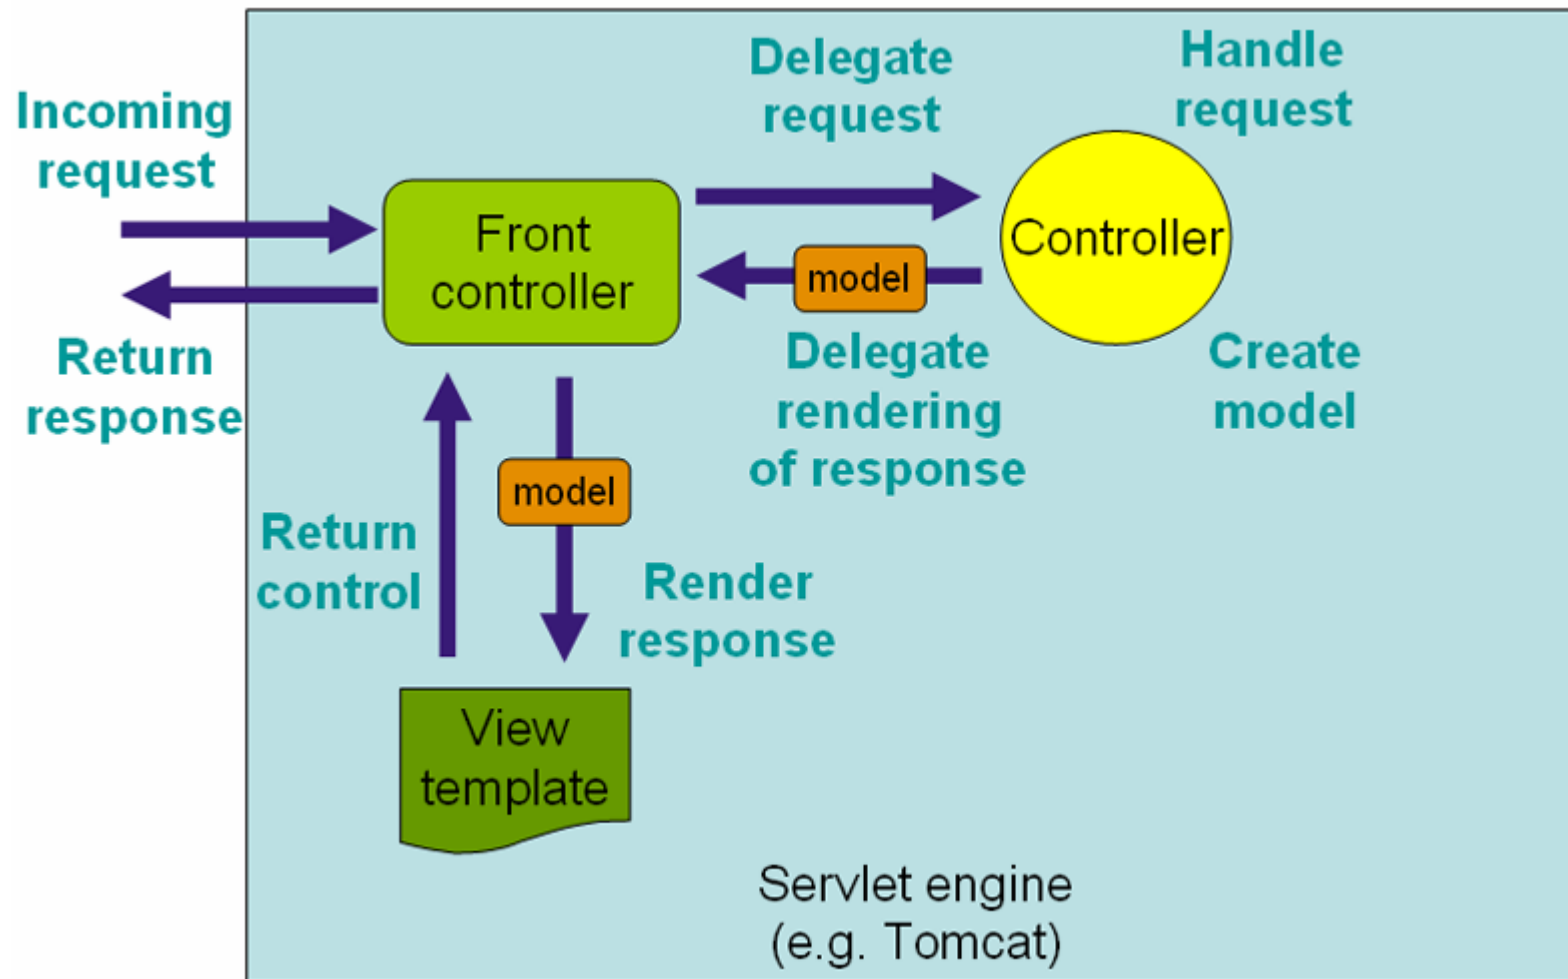 Incoming
request
Return
response
Delegate
request
Handle
request
Front
controller
Controller
model
Delegate
rendering
of response
Create
model
model
Return
control
Render
response
View
template
Servlet engine
(e.g. Tomcat)